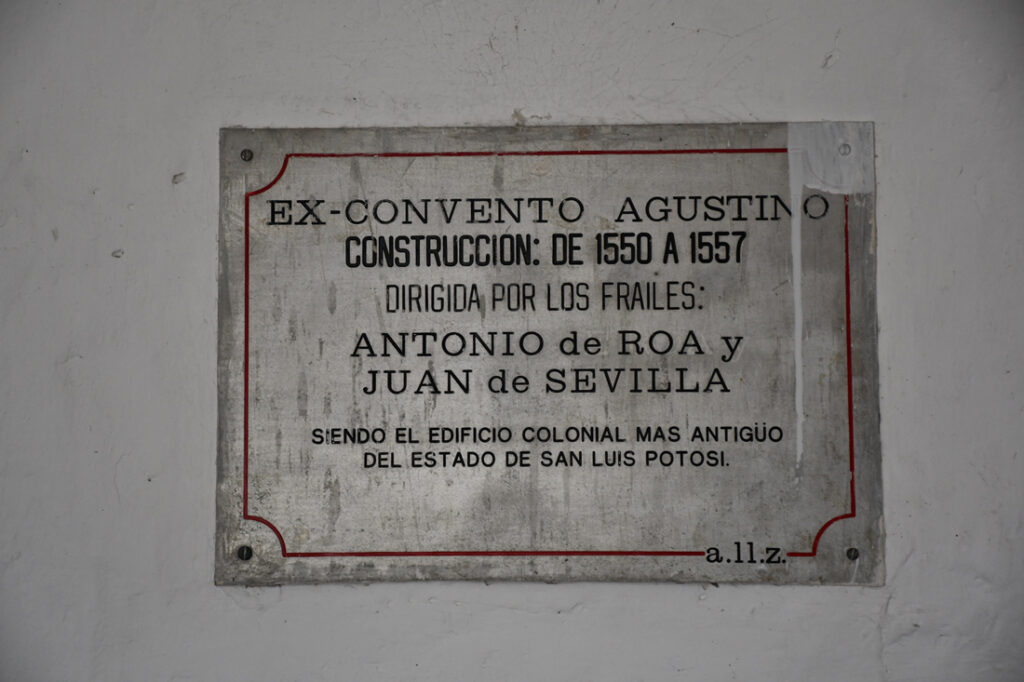 EX-CONVENTO AGUSTINO
CONSTRUCCION: DE 1550 A 1557
DIRIGIDA POR LOS FRAILES:
ANTONIO de ROA y
JUAN de SEVILLA
SIENDO EL EDIFICIO COLONIAL MAS ANTIGÜO
DEL ESTADO DE SAN LUIS POTOSI.
a.ll.z.